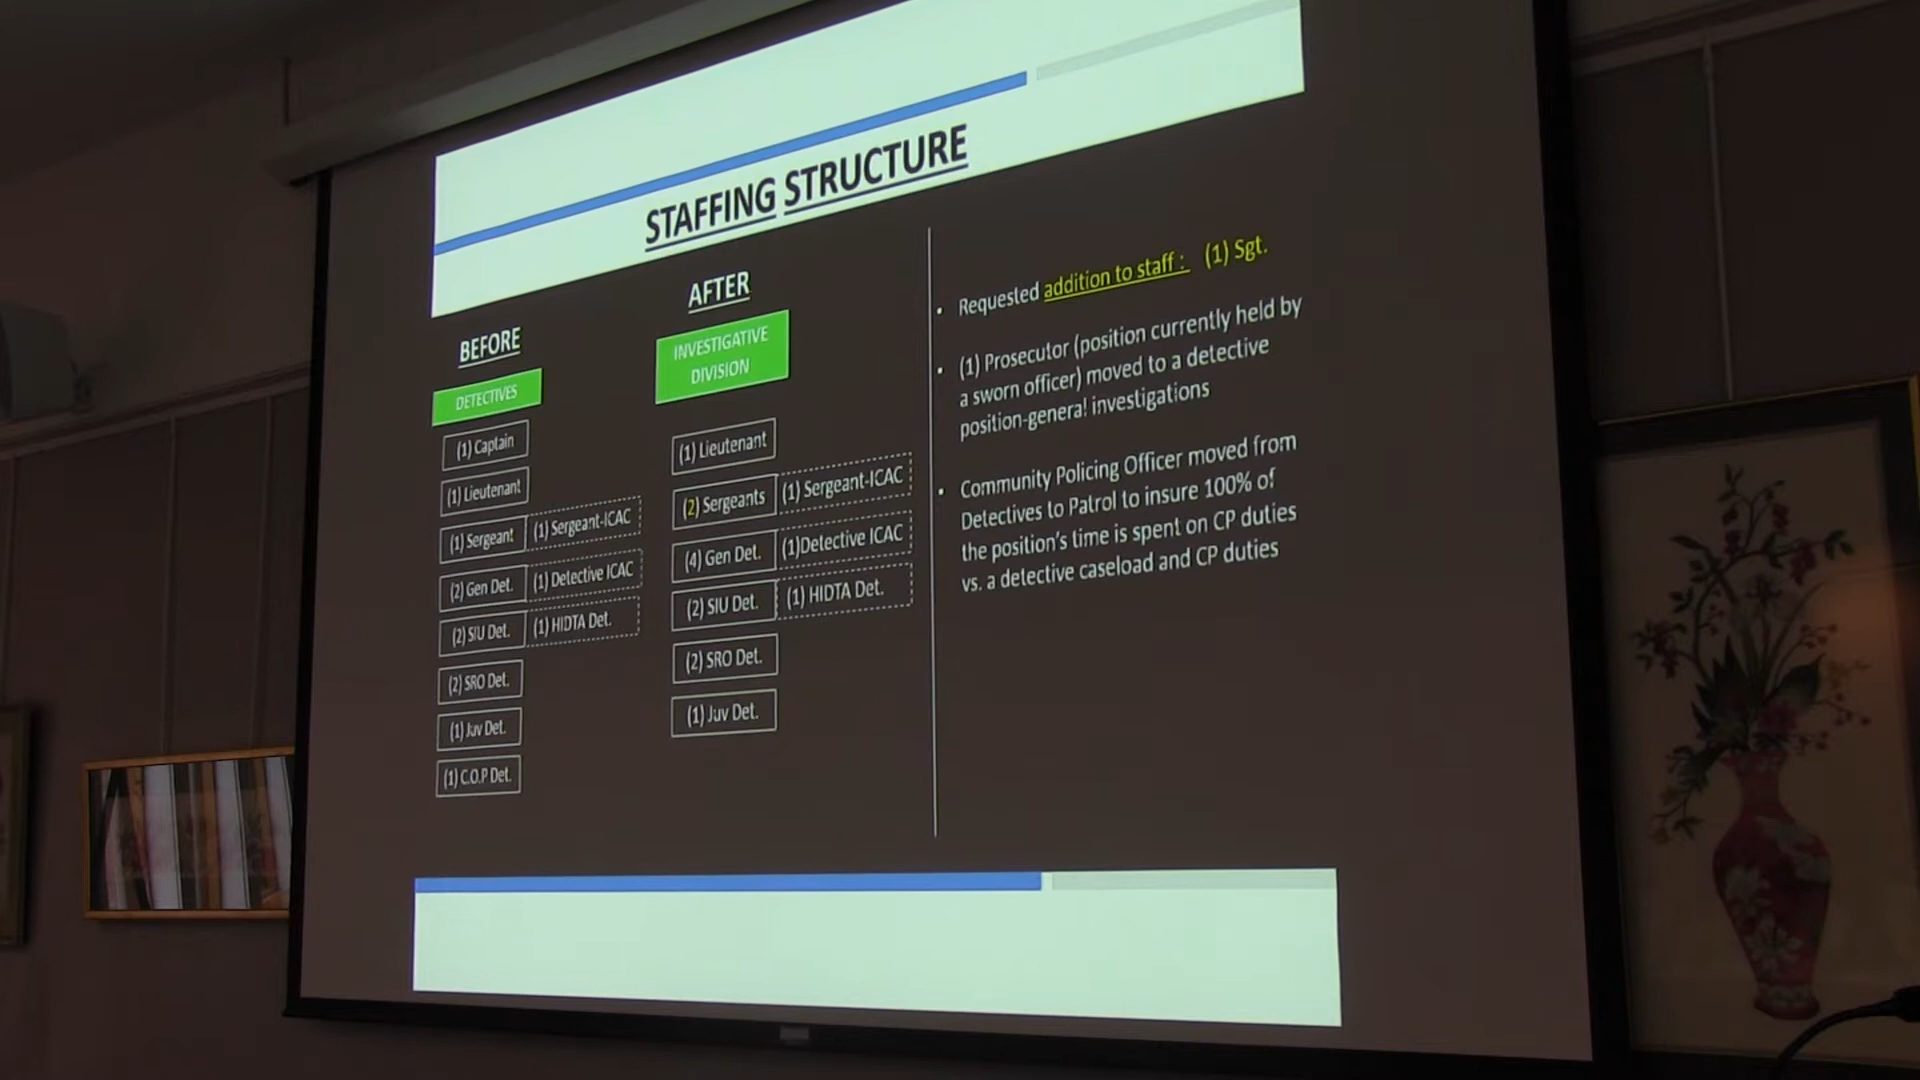 STAFFING STRUCTURE
BEFORE
DETECTIVES
(1) Captain
(1) Lieutenant
(1) Sergeant
(1) Sergeant-ICAC
(2) Gen Det.
(1) Detective ICAC
(2) SIU Det.
(1) HIDTA Det.
(2) SRO Det.
(1) Juv Det.
(1) C.O.P Det.
AFTER
INVESTIGATIVE
DIVISION
(1) Lieutenant
(2) Sergeants
(1) Sergeant-ICAC
(4) Gen Det.
(1)Detective ICAC
(2) SIU Det.
(1) HIDTA Det.
(2) SRO Det.
(1) Juv Det.
• Requested addition to staff : (1) Sgt.
• (1) Prosecutor (position currently held by
a sworn officer) moved to a detective
position-general investigations
• Community Policing Officer moved from
Detectives to Patrol to insure 100% of
the position's time is spent on CP duties
vs. a detective caseload and CP duties